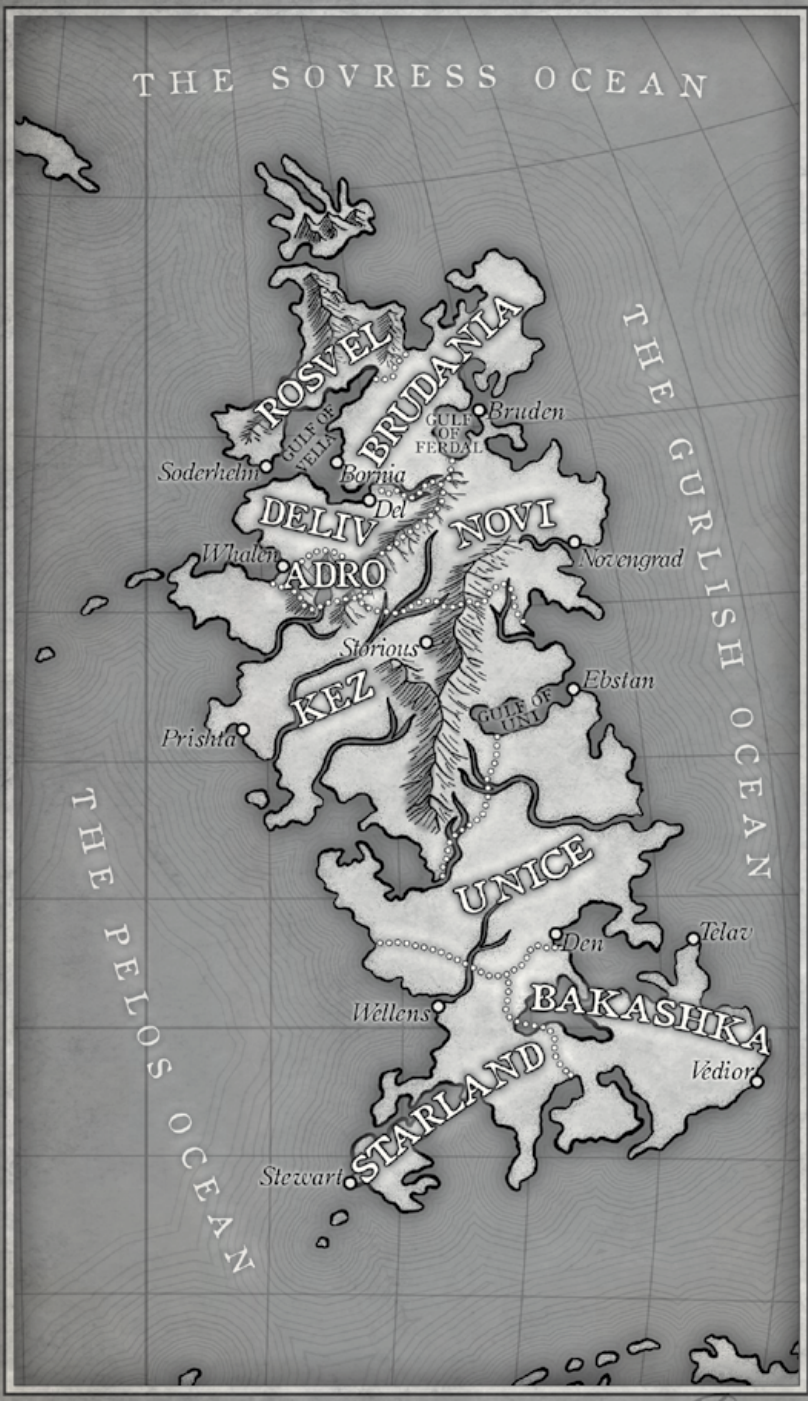 THE SOVRESS OCEAN
ROSVEL
BRUDANIA
THE GURLISH OCEAN
Bruden
GULF OF
VELLA
GULF
OF
FERDAL
Soderhelm
Bornia
Del
DELIV
NOVI
Whalen
ADRO
Novengrad
Storious
KEZ
Ebstan
GULF OF
UNI
Prishta
THE PELOS OCEAN
UNICE
Den
Telav
Wellens
BAKASHKA
Vedior
STARLAND
Stewart